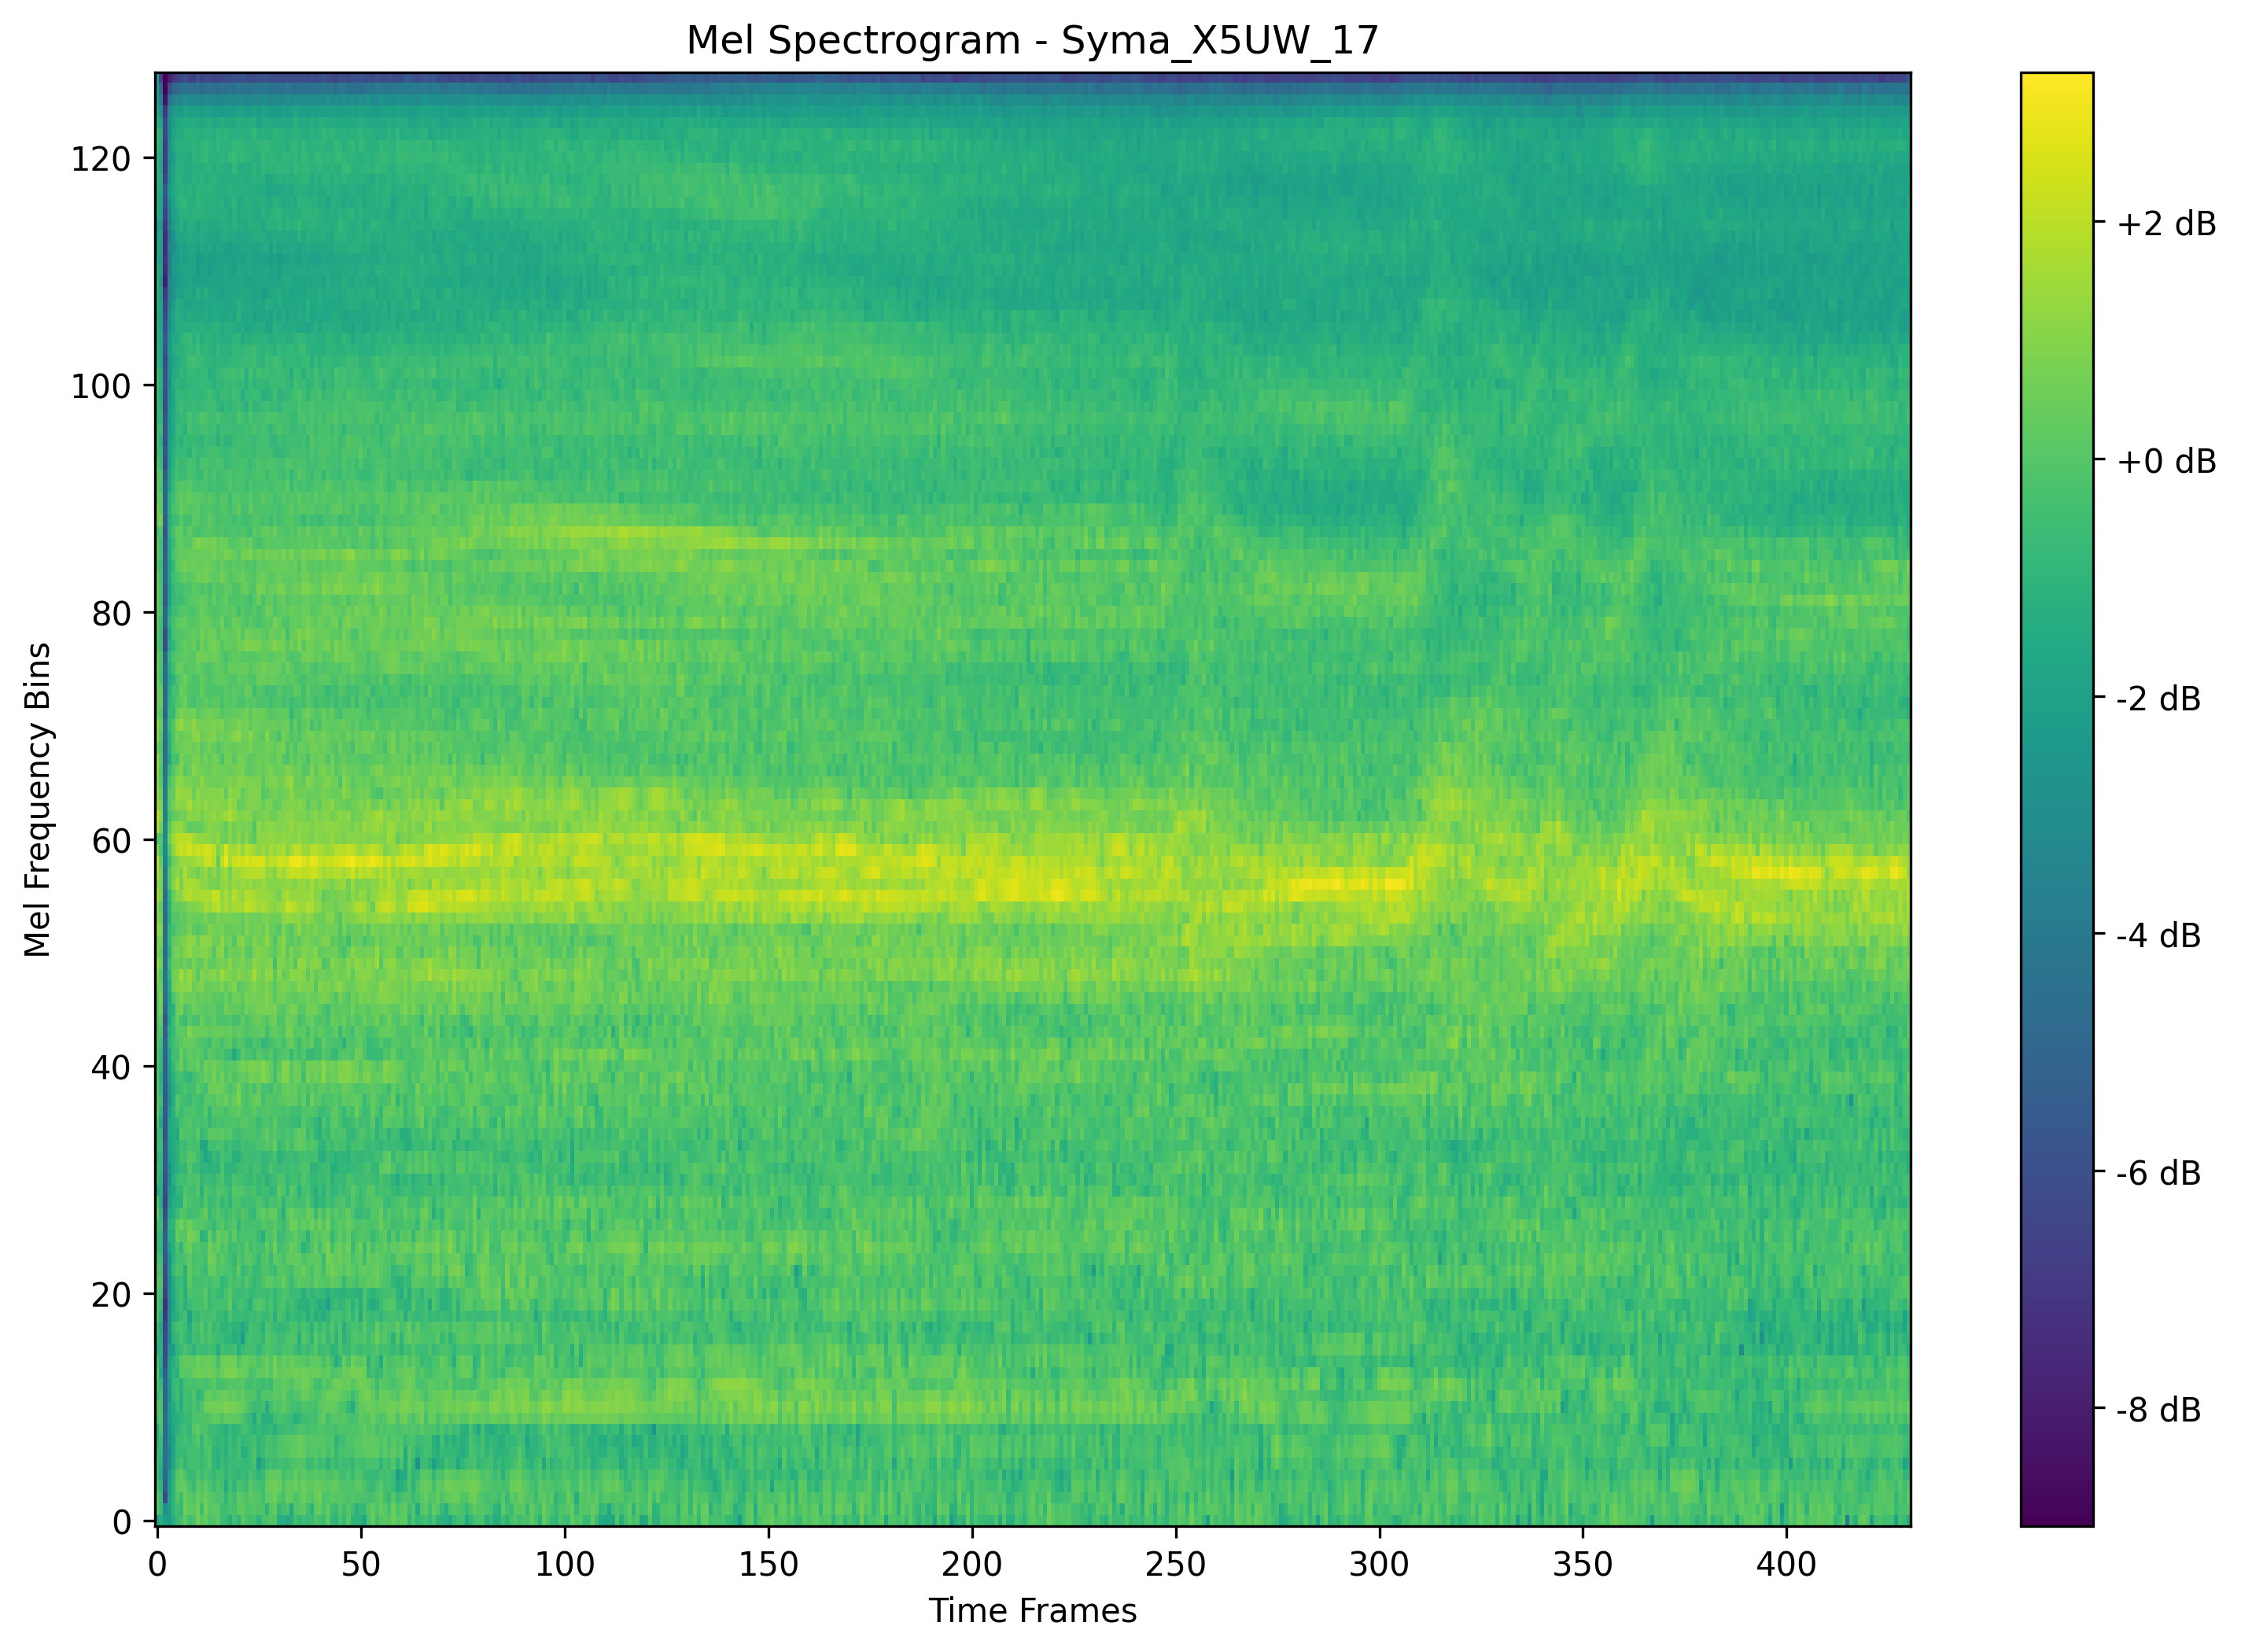 Mel Spectrogram - Syma_X5UW_17
Mel Frequency Bins
120
100
80
60
40
20
0
0 50 100 150 200 250 300 350 400
Time Frames
+2 dB
+0 dB
-2 dB
-4 dB
-6 dB
-8 dB